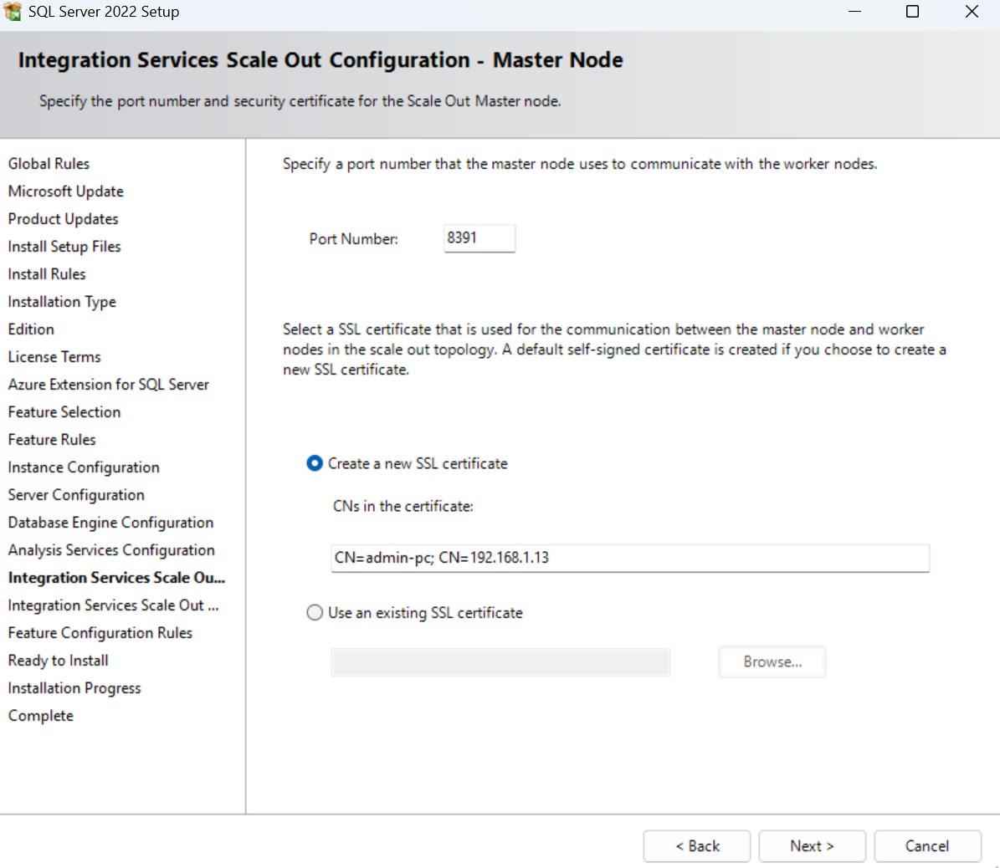 SQL Server 2022 Setup
Integration Services Scale Out Configuration - Master Node
Specify the port number and security certificate for the Scale Out Master node.
Global Rules
Microsoft Update
Product Updates
Install Setup Files
Install Rules
Installation Type
Edition
License Terms
Azure Extension for SQL Server
Feature Selection
Feature Rules
Instance Configuration
Server Configuration
Database Engine Configuration
Analysis Services Configuration
Integration Services Scale Ou...
Integration Services Scale Out ...
Feature Configuration Rules
Ready to Install
Installation Progress
Complete
Specify a port number that the master node uses to communicate with the worker nodes.
Port Number: 8391
Select a SSL certificate that is used for the communication between the master node and worker
nodes in the scale out topology. A default self-signed certificate is created if you choose to create a
new SSL certificate.
Create a new SSL certificate
CNs in the certificate:
CN=admin-pc; CN=192.168.1.13
Use an existing SSL certificate
Browse...
< Back Next > Cancel